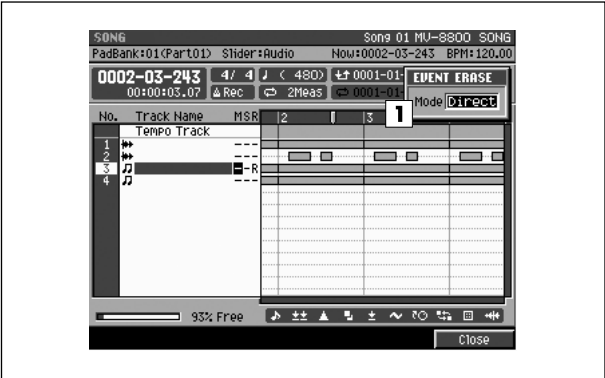 SONG Song 01 MV-8800 SONG
PadBank:01(Part01) Slider:Audio Now:0002-03-243 BPM:120.00
0002-03-243 4/ 4 ♩ ( 480) 0001-01- EVENT ERASE
00:00:03.07 Rec 2Meas 0001-01- Mode Direct
1
No. Track Name MSR 2 3
Tempo Track
1 ---
2 ---
3 --R
4 ---
93% Free
Close